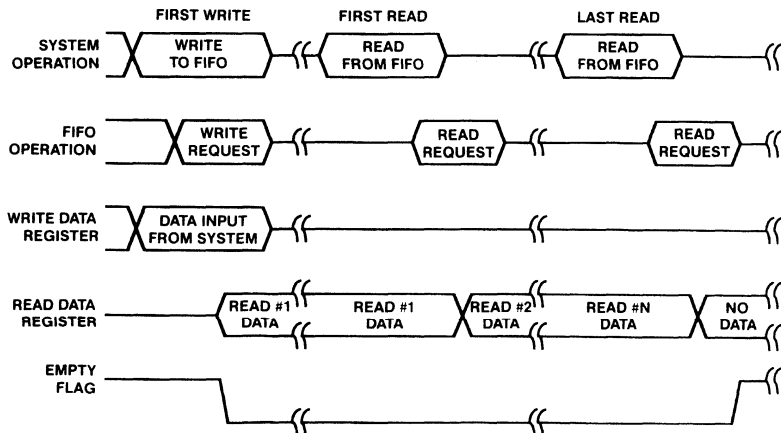 FIRST WRITE
FIRST READ
LAST READ
SYSTEM
OPERATION
WRITE
TO FIFO
READ
FROM FIFO
READ
FROM FIFO
FIFO
OPERATION
WRITE
REQUEST
READ
REQUEST
READ
REQUEST
WRITE DATA
REGISTER
DATA INPUT
FROM SYSTEM
READ DATA
REGISTER
READ #1
DATA
READ #1
DATA
READ #2
DATA
READ #N
DATA
NO
DATA
EMPTY
FLAG